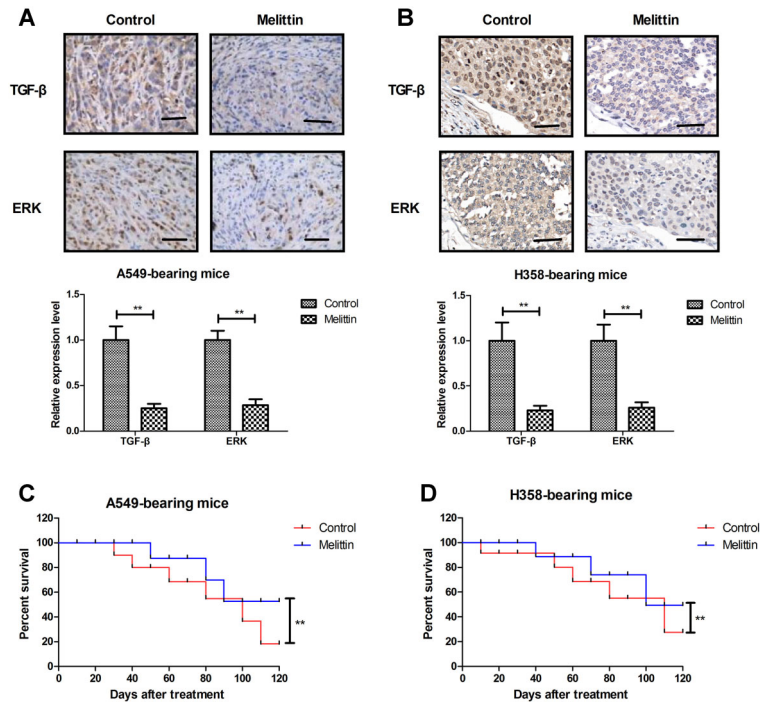 A
Control Melittin
TGF-β
ERK
A549-bearing mice
Relative expression level
1.5
1.0
0.5
0.0
** **
TGF-β ERK
Control
Melittin
B
Control Melittin
TGF-β
ERK
H358-bearing mice
Relative expression level
1.5
1.0
0.5
0.0
** **
TGF-β ERK
Control
Melittin
C
A549-bearing mice
Percent survival
120
100
80
60
40
20
0
0 20 40 60 80 100 120
Days after treatment
Control
Melittin
**
D
H358-bearing mice
Percent survival
120
100
80
60
40
20
0
0 20 40 60 80 100 120
Days after treatment
Control
Melittin
**